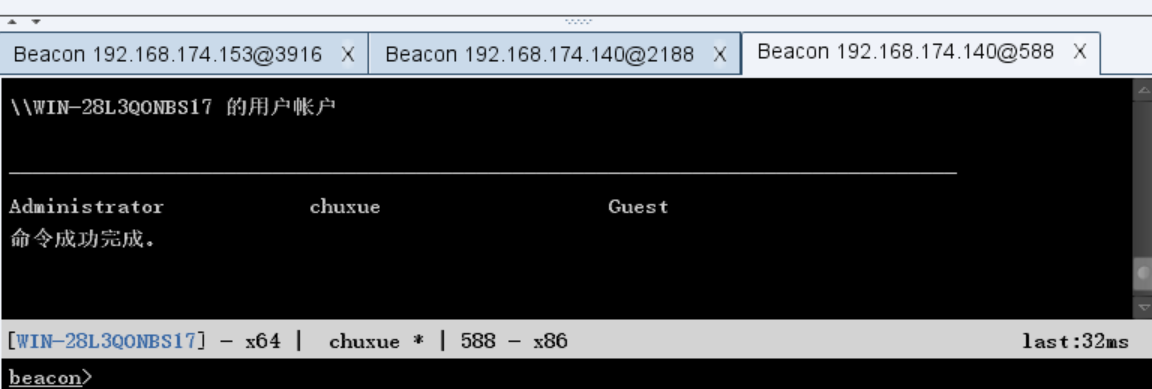 Beacon 192.168.174.153@3916 X Beacon 192.168.174.140@2188 X Beacon 192.168.174.140@588 X
\\WIN-28L3QONBS17 的用户帐户
Administrator chuxue Guest
命令成功完成。
[WIN-28L3QONBS17] - x64 | chuxue * | 588 - x86 last:32ms
beacon>